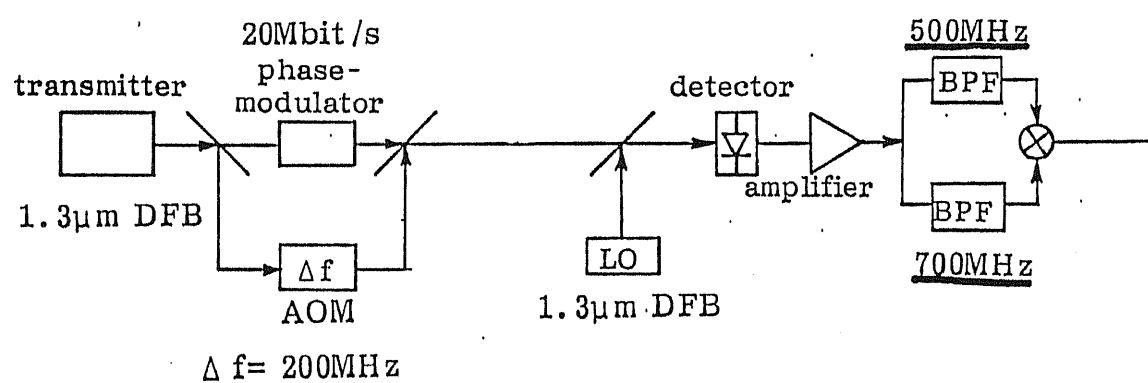 20Mbit/s
phase-
modulator
transmitter
1.3μm DFB
Δf
AOM
Δf= 200MHz
LO
1.3μm DFB
detector
amplifier
500MHz
BPF
BPF
700MHz